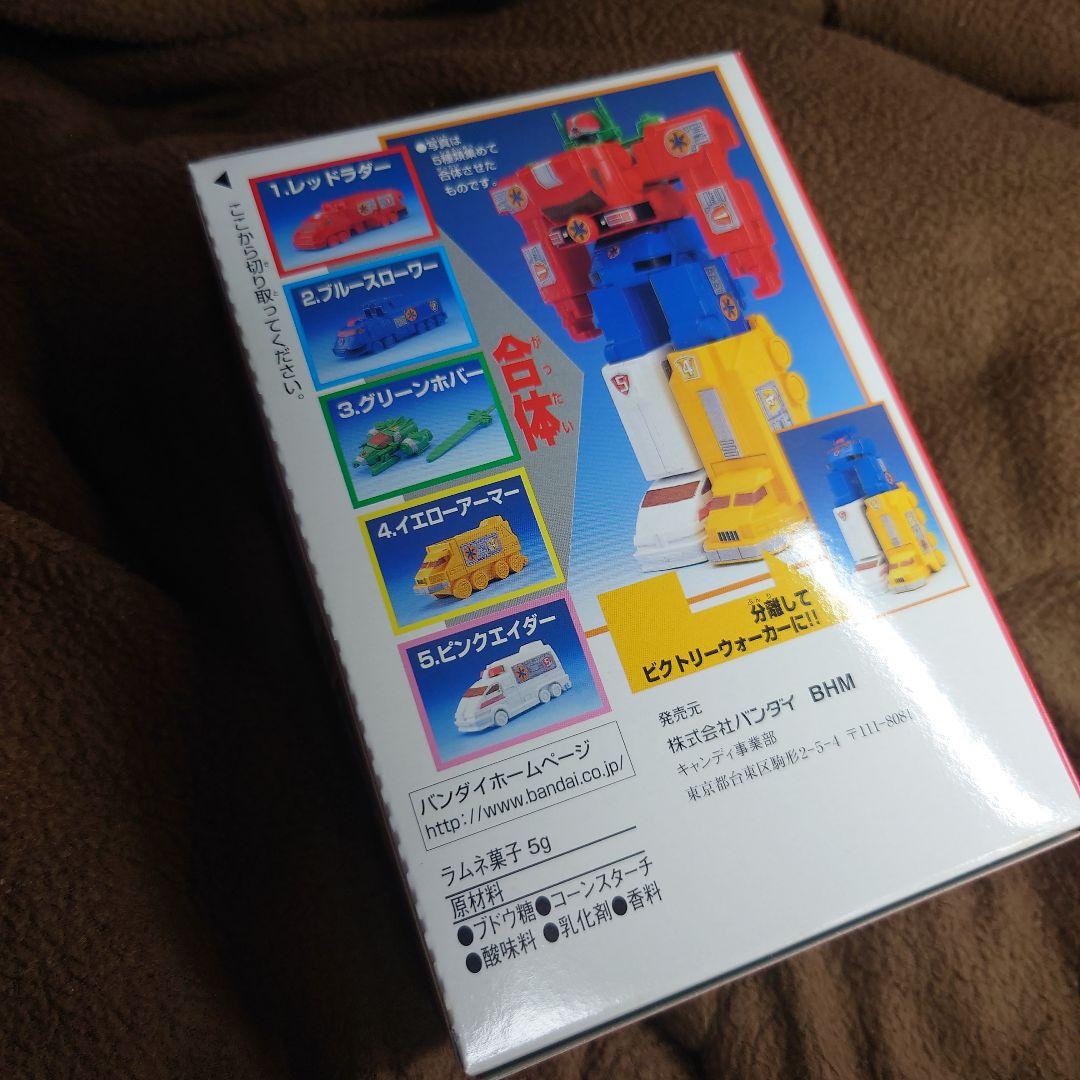 ここから切り取ってください。
1.レッドラダー
2.ブルースローワー
3.グリーンホバー
4.イエローアーマー
5.ピンクエイダー
●写真は
5種類集めて
合体させた
ものです。
合体
がったい
5
4
分離して
ビクトリーウォーカーに!!
発売元
株式会社バンダイ BHM
キャンディ事業部
東京都台東区駒形2-5-4 〒111-8081
バンダイホームページ
http://www.bandai.co.jp/
ラムネ菓子 5g
原材料
●ブドウ糖●コーンスターチ
●酸味料 ●乳化剤●香料